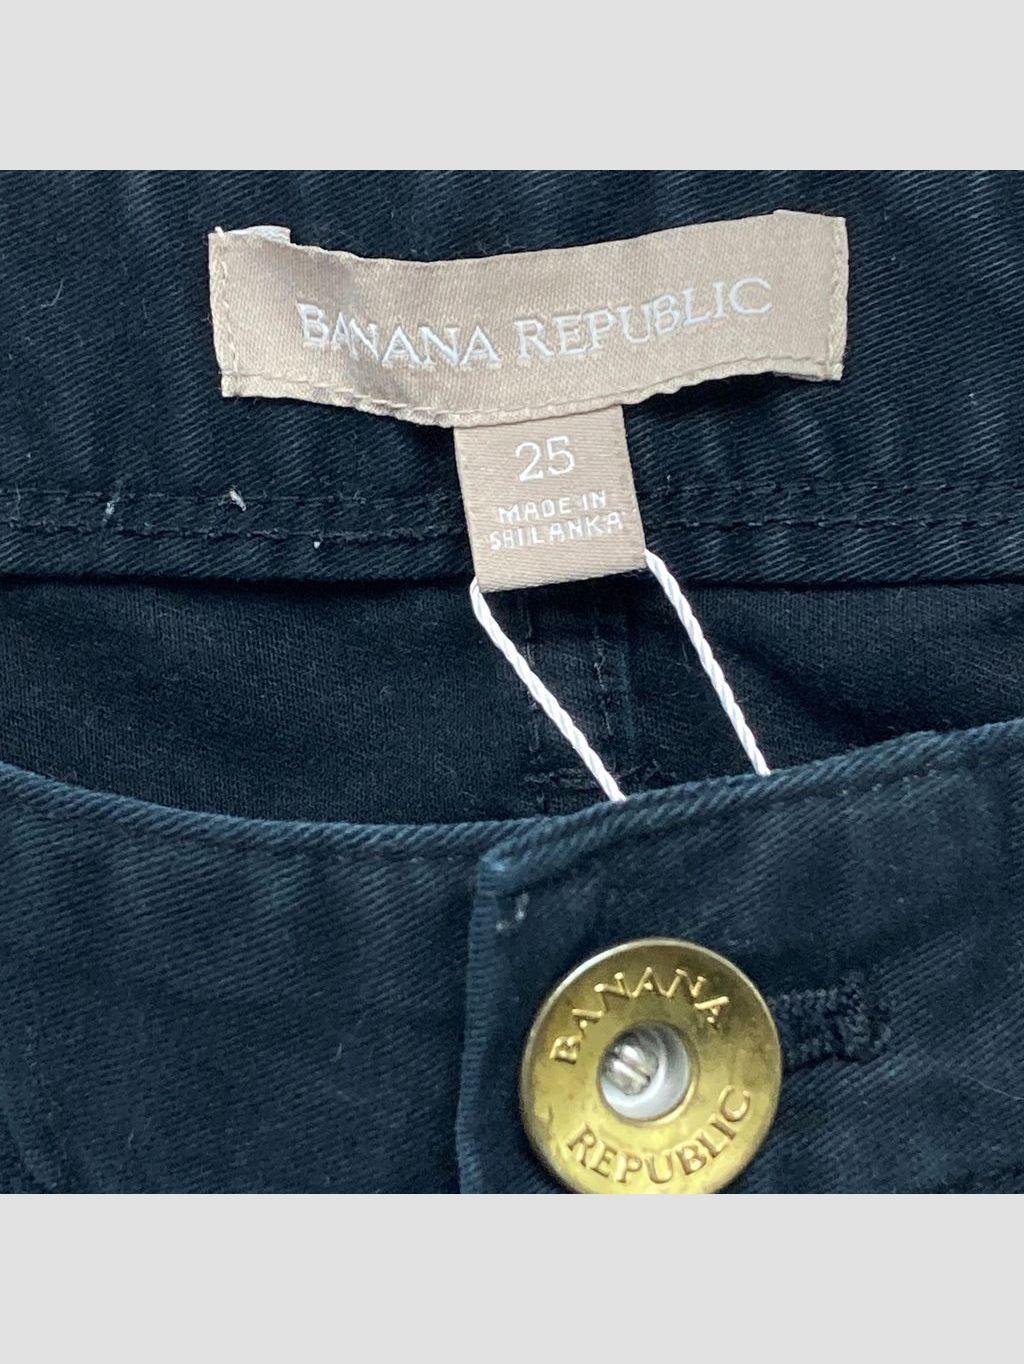 BANANA REPUBLIC
25
MADE IN
SRI LANKA
BANANA
REPUBLIC